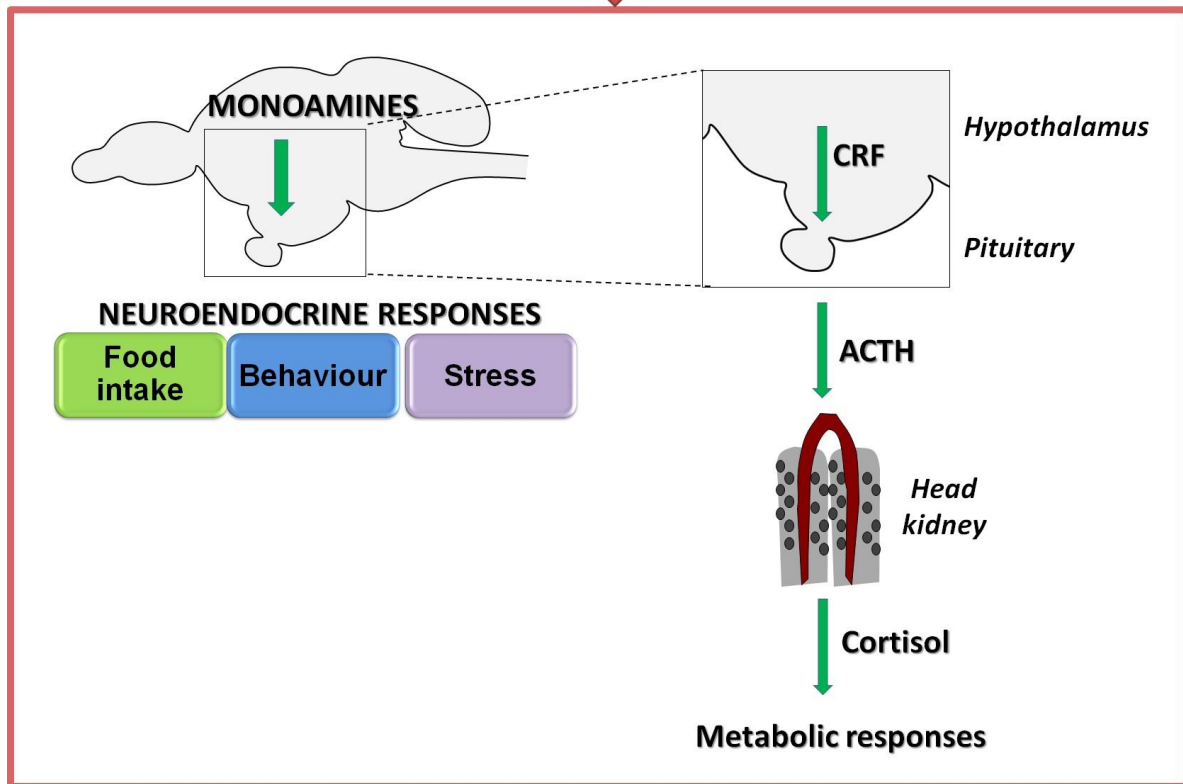 MONOAMINES
NEUROENDOCRINE RESPONSES
Food
intake
Behaviour
Stress
Hypothalamus
CRF
Pituitary
ACTH
Head
kidney
Cortisol
Metabolic responses